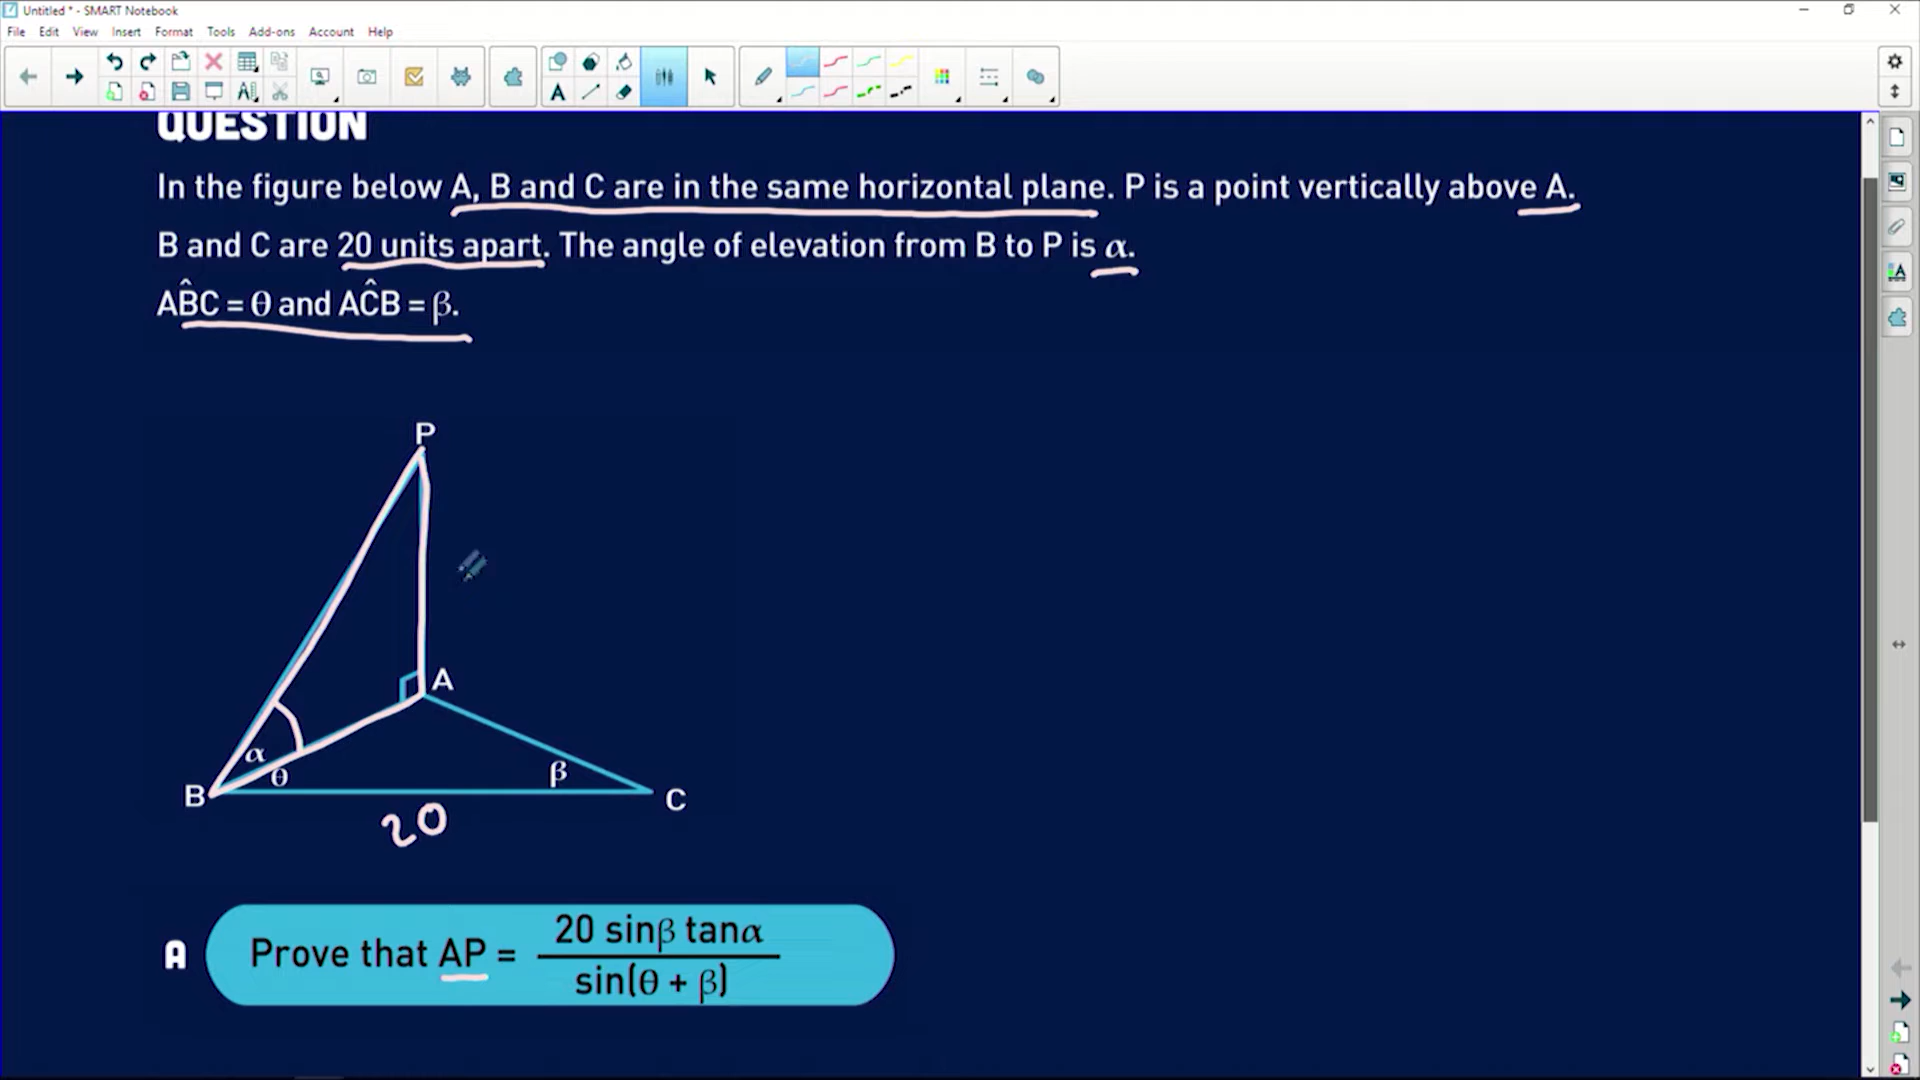 Untitled * - SMART Notebook
File Edit View Insert Format Tools Add-ons Account Help
QUESTION
In the figure below A, B and C are in the same horizontal plane. P is a point vertically above A.
B and C are 20 units apart. The angle of elevation from B to P is α.
AB̂C = θ and AĈB = β.
P
A
α
θ
β
B
C
20
A
Prove that AP = 20 sinβ tanα
sin(θ + β)